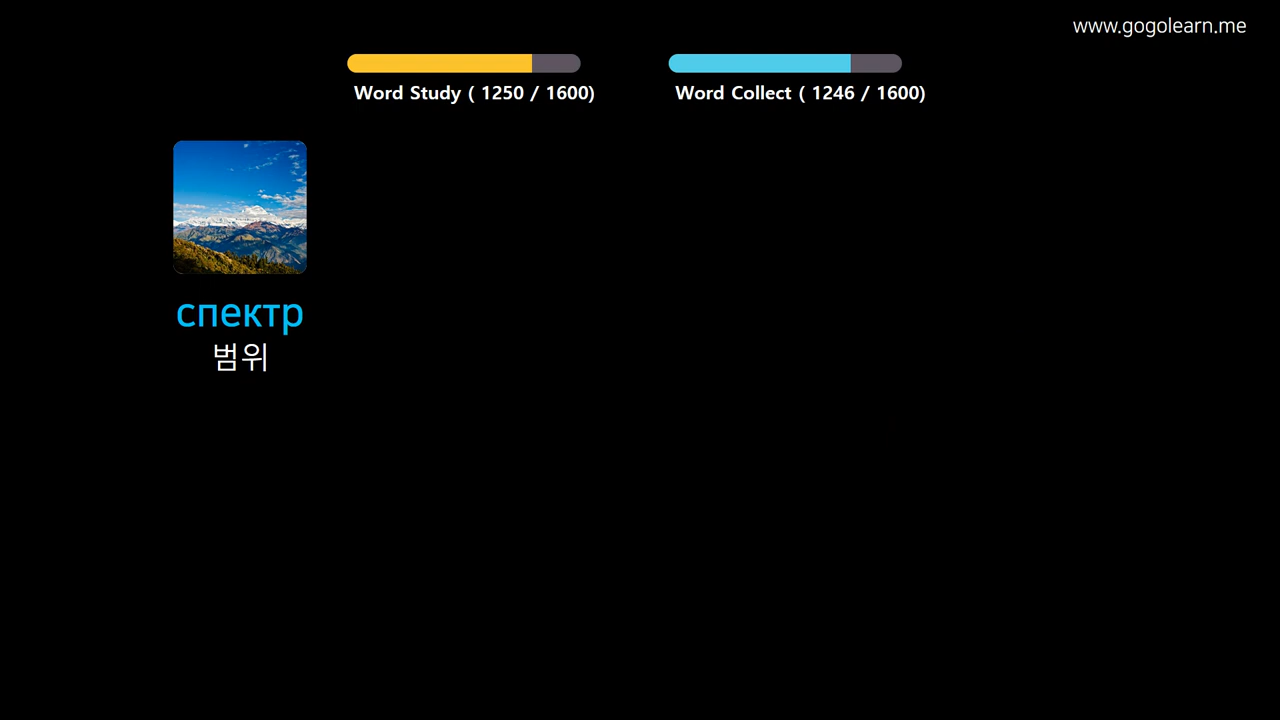 www.gogolearn.me
Word Study ( 1250 / 1600)
Word Collect ( 1246 / 1600)
спектр
범위